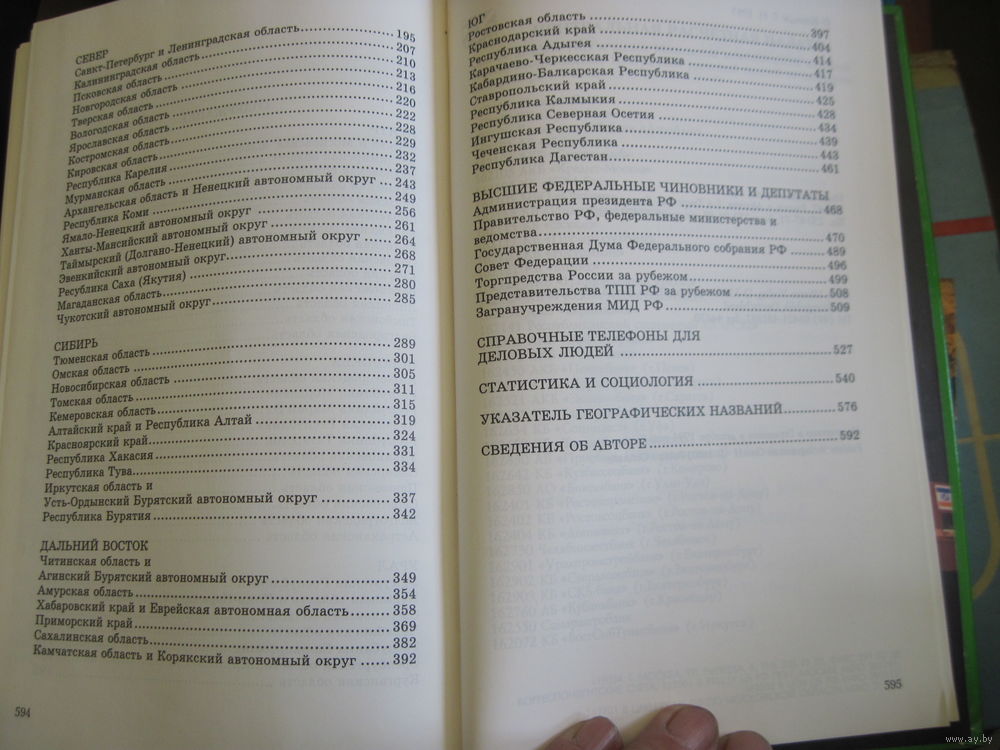 СЕВЕР
Санкт-Петербург и Ленинградская область 195
Калининградская область 207
Псковская область 210
Новгородская область 213
Тверская область 216
Вологодская область 220
Ярославская область 222
Костромская область 228
Кировская область 229
Республика Карелия 232
Мурманская область 237
Архангельская область и Ненецкий автономный округ ... 243
Республика Коми 249
Ямало-Ненецкий автономный округ 256
Ханты-Мансийский автономный округ 261
Таймырский (Долгано-Ненецкий) автономный округ 264
Эвенкийский автономный округ 268
Ресублика Саха (Якутия) 271
Магаданская область 280
Чукотский автономный округ 285
СИБИРЬ
Тюменская область 289
Омская область 301
Новосибирская область 305
Томская область 311
Кемеровская область 315
Алтайский край и Республика Алтай 319
Красноярский край 324
Республика Хакасия 331
Республика Тува 334
Иркутская область и
Усть-Ордынский Бурятский автономный округ 337
Республика Бурятия 342
ДАЛЬНИЙ ВОСТОК
Читинская область и
Агинский Бурятский автономный округ 349
Амурская область 354
Хабаровский край и Еврейская автономная область 358
Приморский край 369
Сахалинская область 382
Камчатская область и Корякский автономный округ 392
594
ЮГ
Ростовская область 397
Краснодарский край 404
Республика Адыгея 414
Карачаево-Черкесская Республика 417
Кабардино-Балкарская Республика 419
Ставропольский край 425
Республика Калмыкия 428
Республика Северная Осетия 434
Ингушская Республика 439
Чеченская Республика 443
Республика Дагестан 461
ВЫСШИЕ ФЕДЕРАЛЬНЫЕ ЧИНОВНИКИ И ДЕПУТАТЫ
Администрация президента РФ 468
Правительство РФ, федеральные министерства и
ведомства 470
Государственная Дума Федерального собрания РФ 489
Совет Федерации 496
Торгпредства России за рубежом 499
Представительства ТПП РФ за рубежом 508
Загранучреждения МИД РФ 509
СПРАВОЧНЫЕ ТЕЛЕФОНЫ ДЛЯ
ДЕЛОВЫХ ЛЮДЕЙ 527
СТАТИСТИКА И СОЦИОЛОГИЯ 540
УКАЗАТЕЛЬ ГЕОГРАФИЧЕСКИХ НАЗВАНИЙ 576
СВЕДЕНИЯ ОБ АВТОРЕ 592
595
www.ay.by